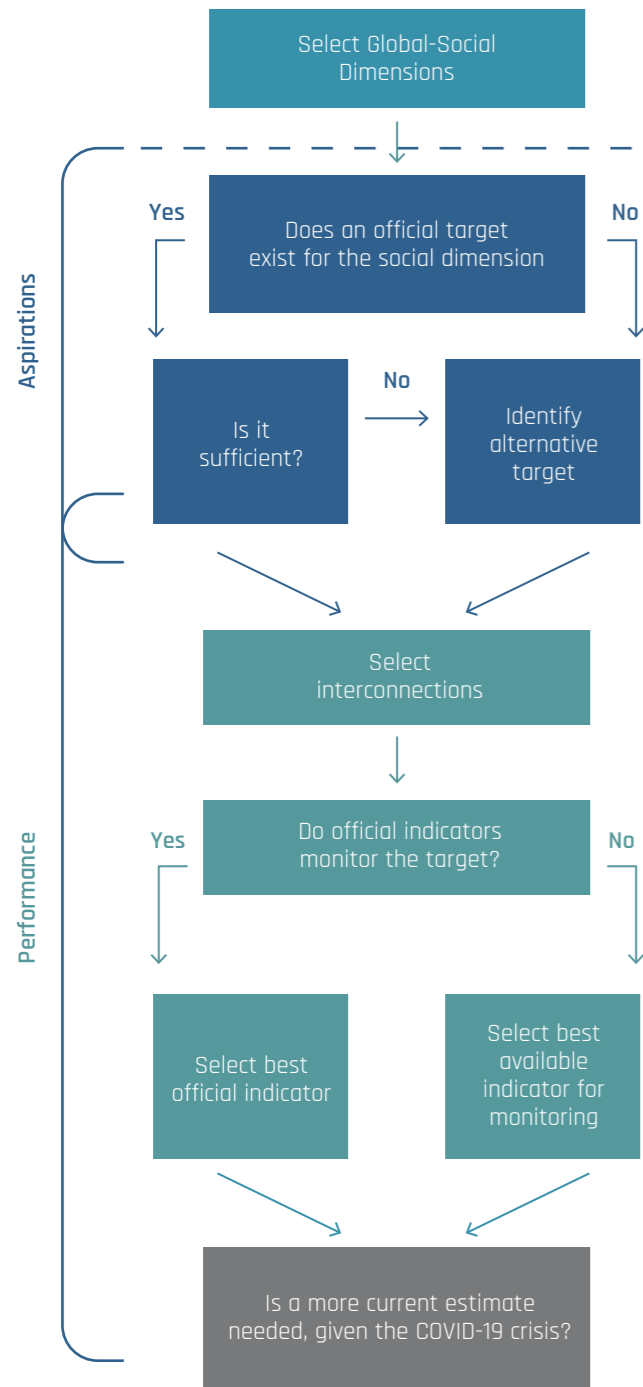 Select Global-Social
Dimensions
Yes
No
Does an official target
exist for the social dimension
Aspirations
No
Is it
sufficient?
Identify
alternative
target
Select
interconnections
Yes
No
Do official indicators
monitor the target?
Performance
Select best
official indicator
Select best
available
indicator for
monitoring
Is a more current estimate
needed, given the COVID-19 crisis?